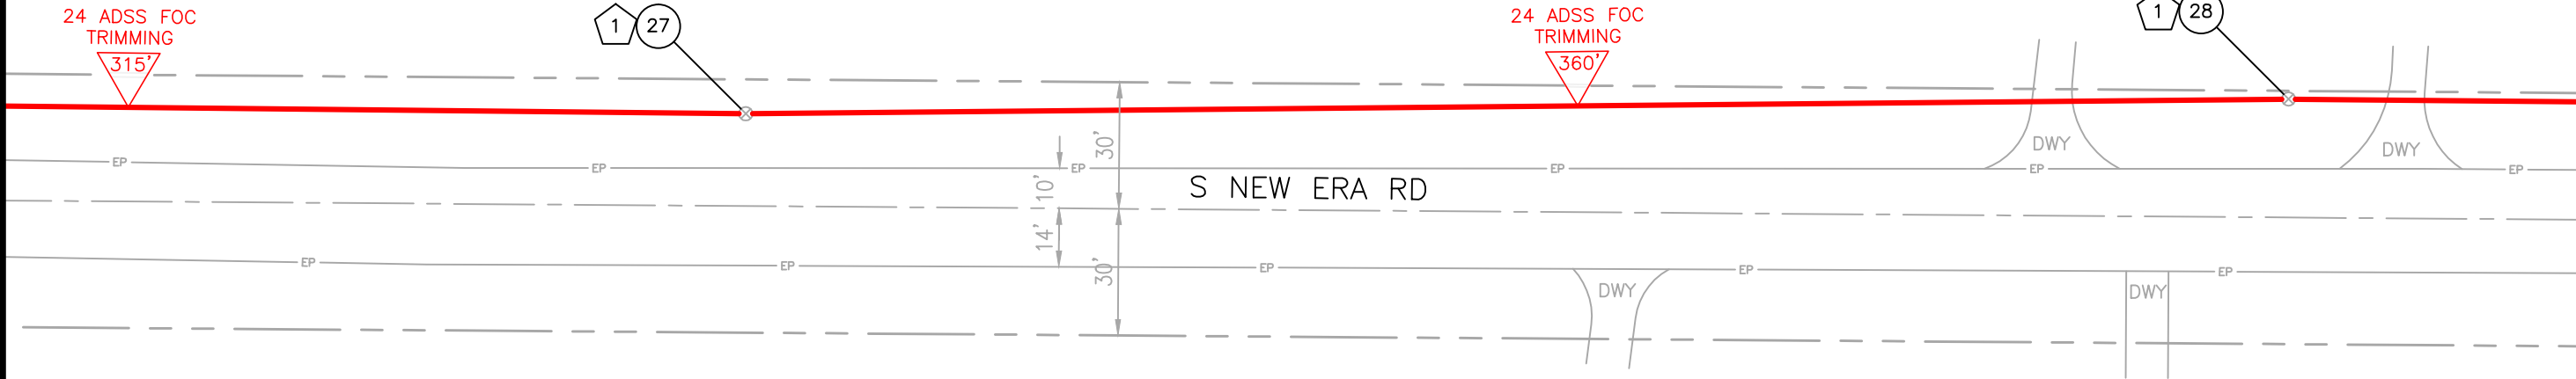 24 ADSS FOC
TRIMMING
315'
1
27
24 ADSS FOC
TRIMMING
360'
1
28
30'
DWY
DWY
EP
EP
EP
EP
EP
EP
10'
S NEW ERA RD
14'
30'
EP
EP
EP
EP
EP
DWY
DWY